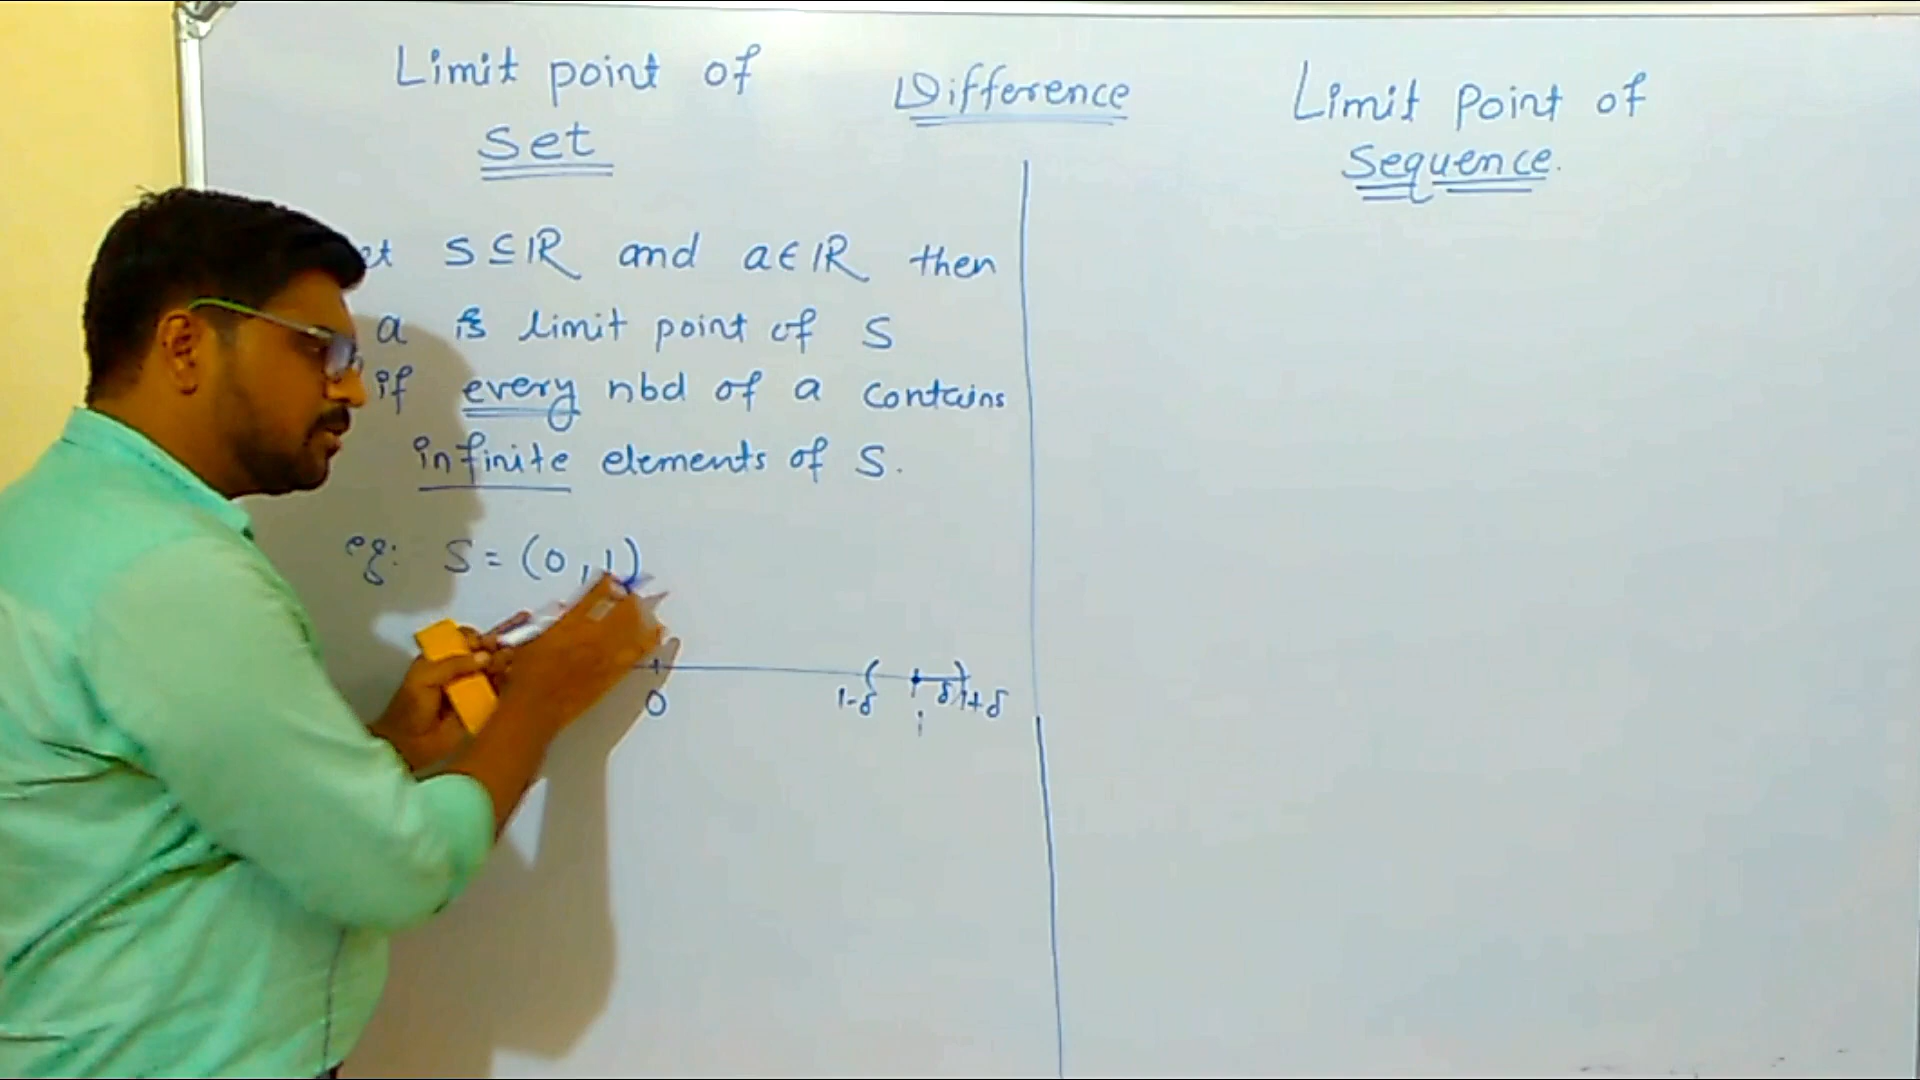 Limit point of
Set
Difference
Limit Point of
Sequence.
S ⊆ ℝ and a ∈ ℝ then
a is limit point of S
if every nbd of a contains
infinite elements of S.
eg: S = (0, 1)
0 1-δ 1 δ 1+δ